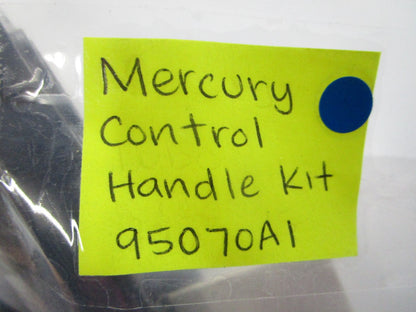 Mercury
Control
Handle Kit
95070A1